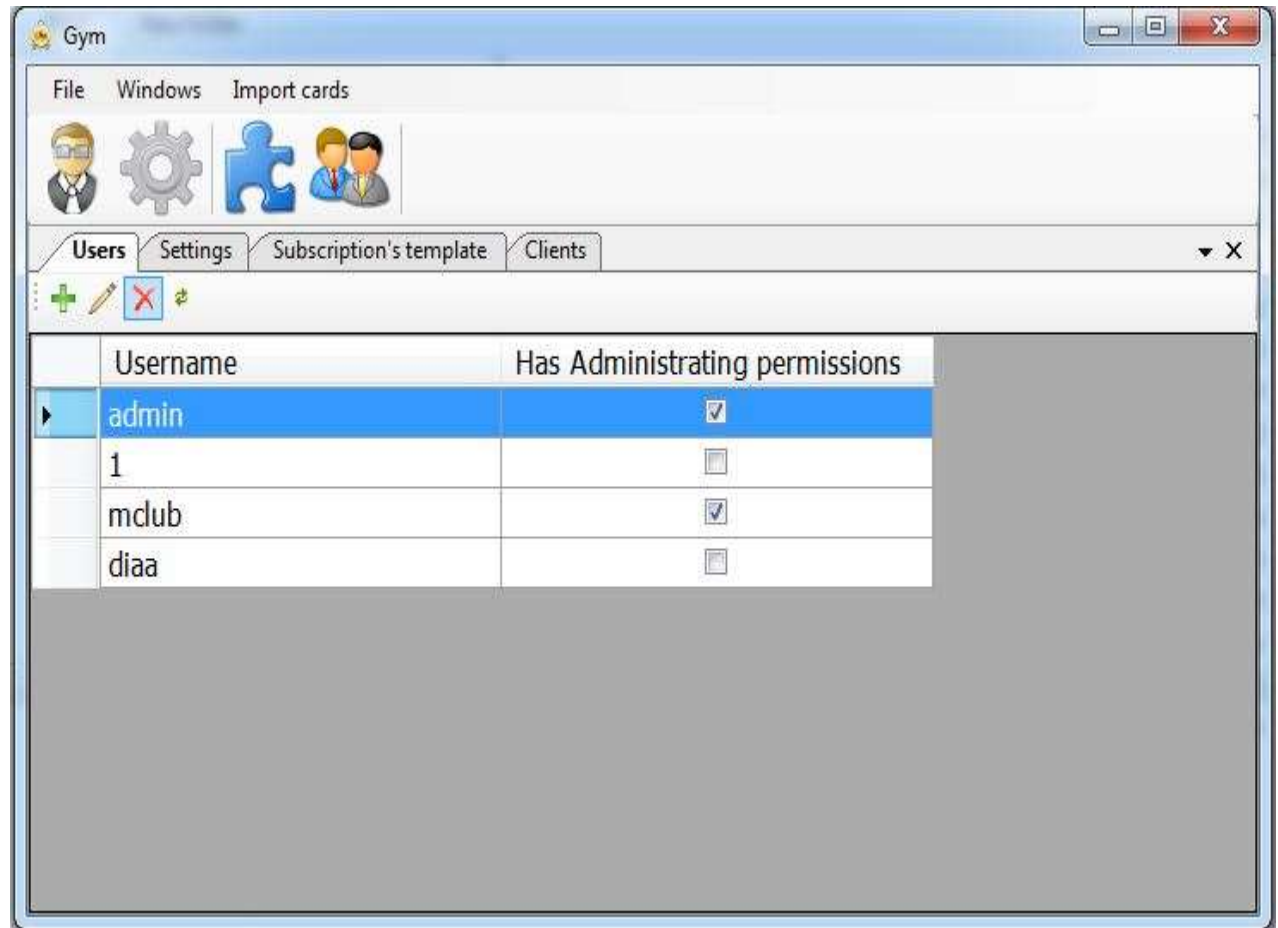 Gym
File Windows Import cards
Users Settings Subscription's template Clients
Username Has Administrating permissions
admin
1
mclub
diaa